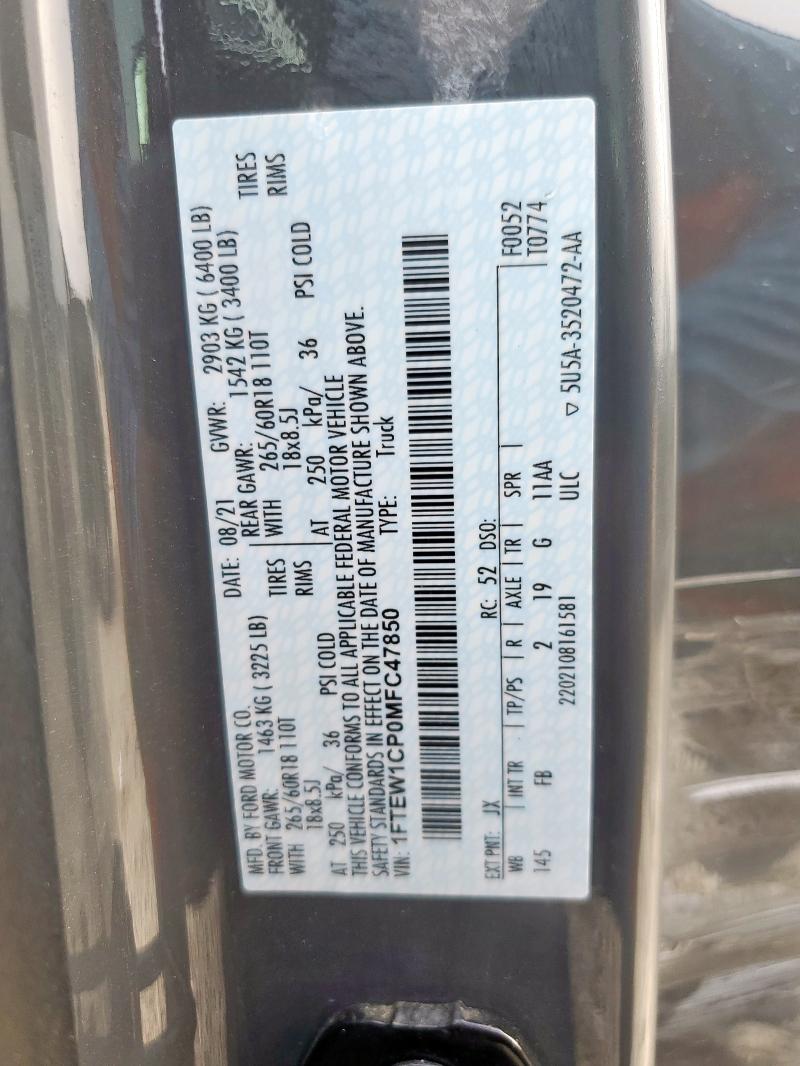 MFD. BY FORD MOTOR CO.
DATE: 08/21 GVWR: 2903 KG ( 6400 LB)
FRONT GAWR: 1463 KG ( 3225 LB) REAR GAWR: 1542 KG ( 3400 LB)
WITH 265/60R18 110T TIRES WITH 265/60R18 110T TIRES
18x8.5J RIMS 18x8.5J RIMS
AT 250 kPa/ 36 PSI COLD AT 250 kPa/ 36 PSI COLD
THIS VEHICLE CONFORMS TO ALL APPLICABLE FEDERAL MOTOR VEHICLE
SAFETY STANDARDS IN EFFECT ON THE DATE OF MANUFACTURE SHOWN ABOVE.
VIN: 1FTEW1CP0MFC47850 TYPE: Truck
EXT PNT: JX RC: 52 DSO: F0052
WB INT TR TP/PS R AXLE TR SPR T0774
145 FB 2 19 G 11AA
2202108161581 ULC ▽ 5U5A-3520472-AA